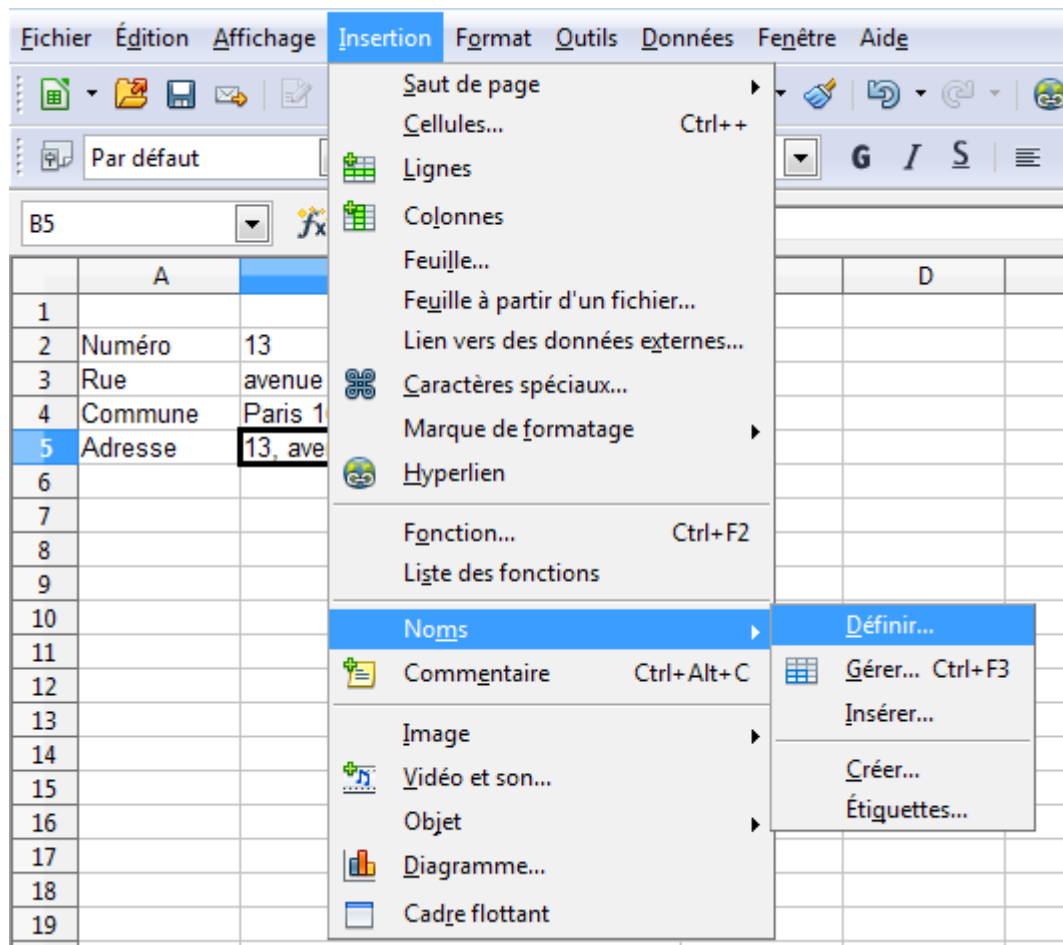 Fichier Édition Affichage Insertion Format Outils Données Fenêtre Aide
Par défaut
G I S
B5
fx
A D
1
2 Numéro 13
3 Rue avenue
4 Commune Paris
5 Adresse 13,
6
7
8
9
10
11
12
13
14
15
16
17
18
19
Saut de page
Cellules... Ctrl++
Lignes
Colonnes
Feuille...
Feuille à partir d'un fichier...
Lien vers des données externes...
Caractères spéciaux...
Marque de formatage
Hyperlien
Fonction... Ctrl+F2
Liste des fonctions
Noms
Commentaire Ctrl+Alt+C
Image
Vidéo et son...
Objet
Diagramme...
Cadre flottant
Définir...
Gérer... Ctrl+F3
Insérer...
Créer...
Étiquettes...